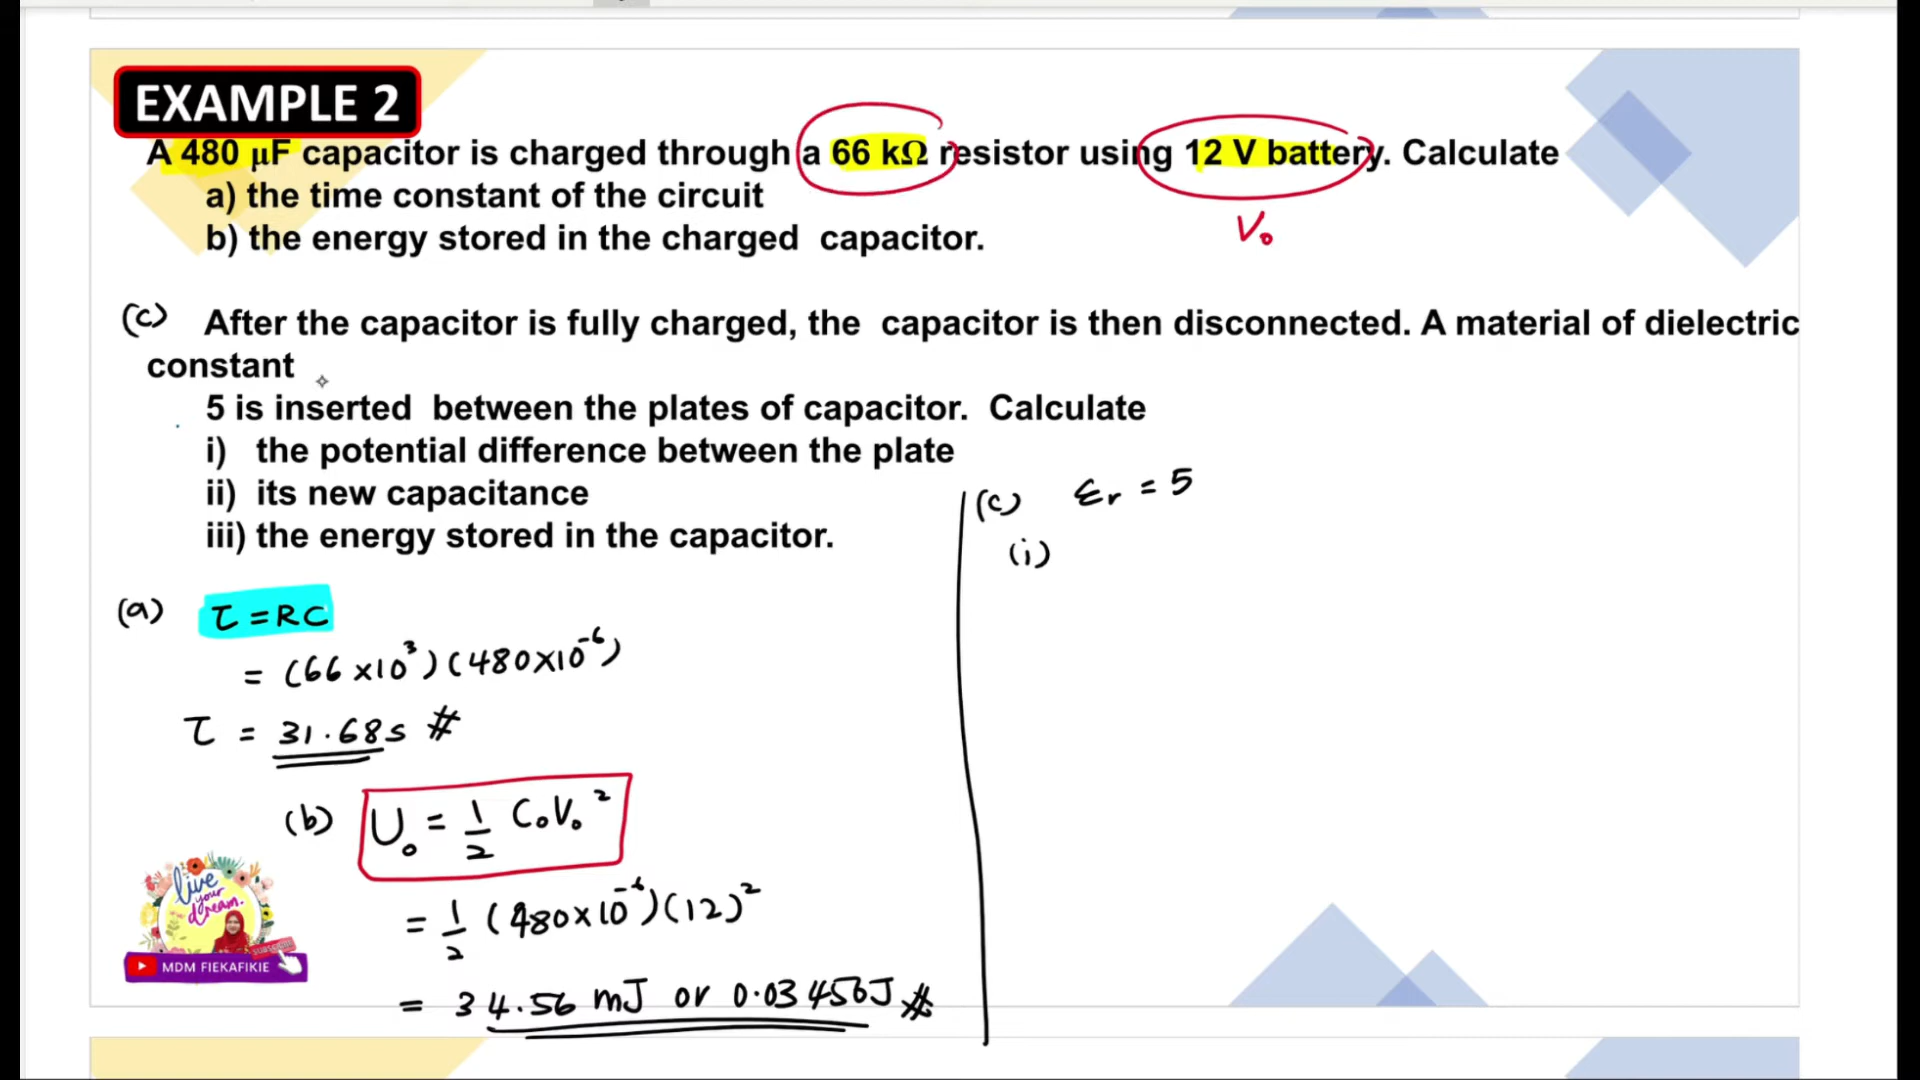 EXAMPLE 2
A 480 μF capacitor is charged through a 66 kΩ resistor using 12 V battery. Calculate
a) the time constant of the circuit
b) the energy stored in the charged capacitor.
V₀
(c) After the capacitor is fully charged, the capacitor is then disconnected. A material of dielectric
constant
5 is inserted between the plates of capacitor. Calculate
i) the potential difference between the plate
ii) its new capacitance
iii) the energy stored in the capacitor.
(a) τ = RC
= (66 ×10³)(480×10⁻⁶)
τ = 31.68s #
(b) U₀ = 1/2 C₀V₀²
= 1/2 (480×10⁻⁶)(12)²
= 34.56 mJ or 0.03456J #
(c) εr = 5
(i)
live
your
dream.
SUBSCRIBE
MDM FIEKAFIKIE